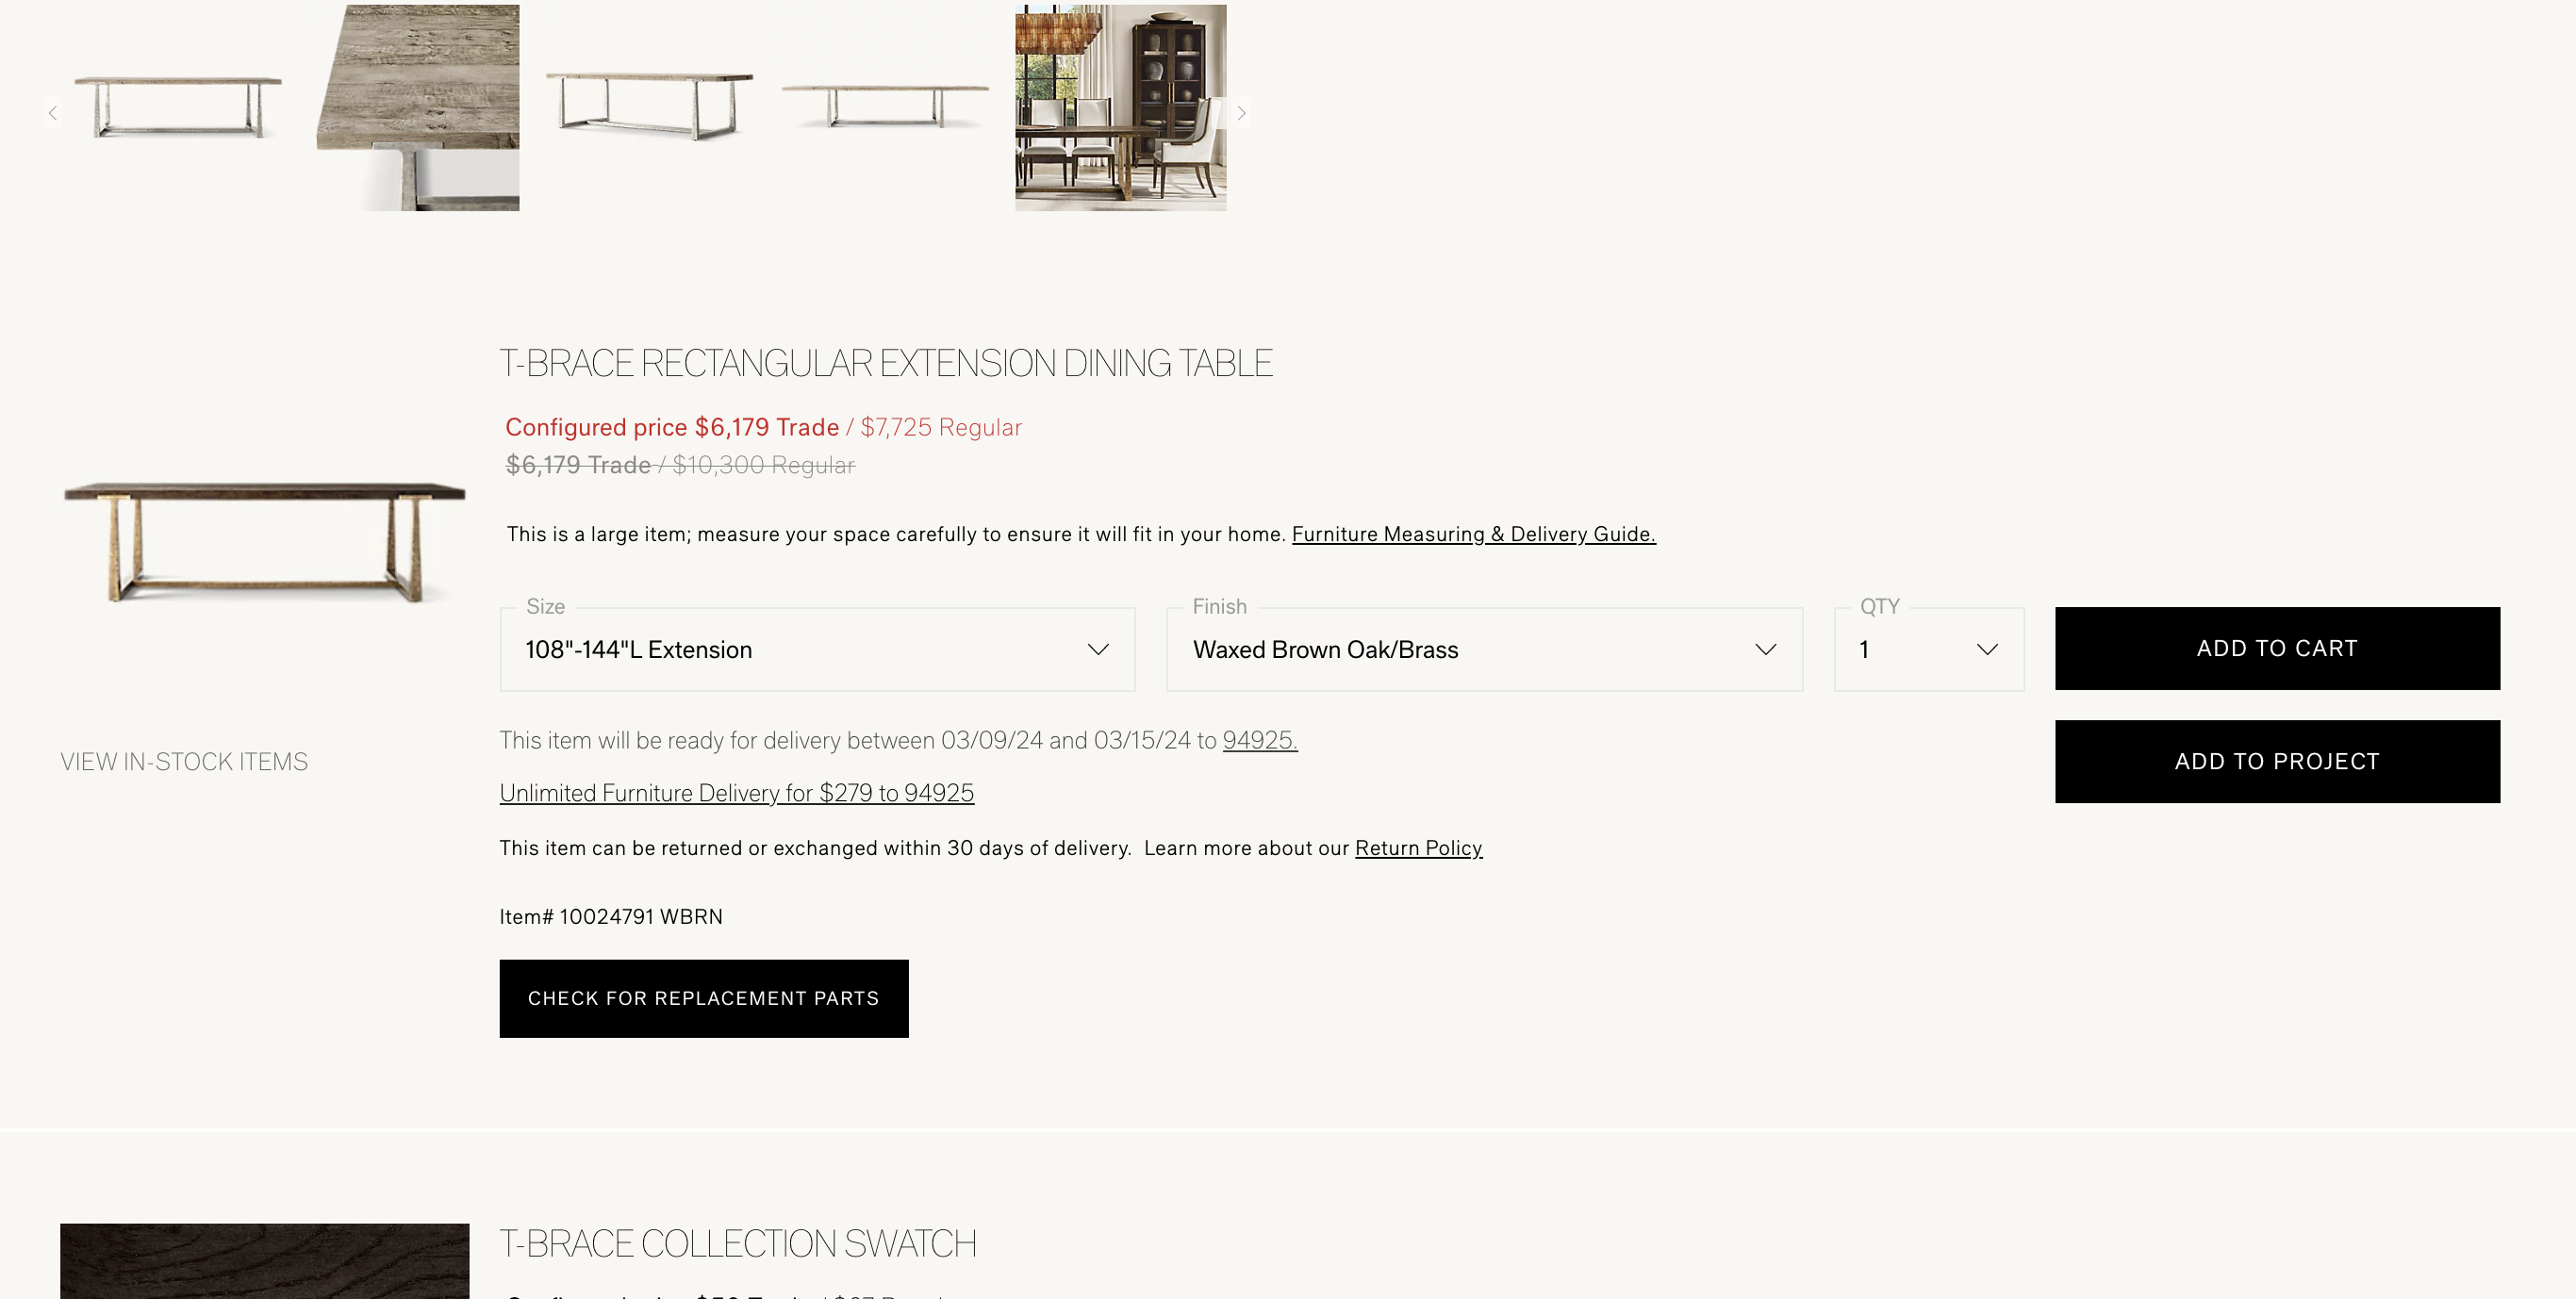 T-BRACE RECTANGULAR EXTENSION DINING TABLE
Configured price $6,179 Trade / $7,725 Regular
$6,179 Trade / $10,300 Regular
This is a large item; measure your space carefully to ensure it will fit in your home. Furniture Measuring & Delivery Guide.
Size
108"-144"L Extension
Finish
Waxed Brown Oak/Brass
QTY
1
ADD TO CART
This item will be ready for delivery between 03/09/24 and 03/15/24 to 94925.
ADD TO PROJECT
VIEW IN-STOCK ITEMS
Unlimited Furniture Delivery for $279 to 94925
This item can be returned or exchanged within 30 days of delivery. Learn more about our Return Policy
Item# 10024791 WBRN
CHECK FOR REPLACEMENT PARTS
T-BRACE COLLECTION SWATCH